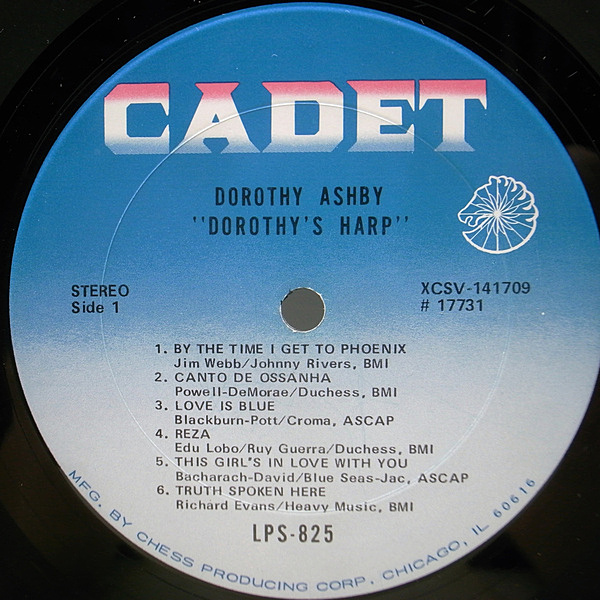 CADET
DOROTHY ASHBY
"DOROTHY'S HARP"
STEREO
Side 1
XCSV-141709
# 17731
1. BY THE TIME I GET TO PHOENIX
Jim Webb/Johnny Rivers, BMI
2. CANTO DE OSSANHA
Powell-DeMorae/Duchess, BMI
3. LOVE IS BLUE
Blackburn-Pott/Croma, ASCAP
4. REZA
Edu Lobo/Ruy Guerra/Duchess, BMI
5. THIS GIRL'S IN LOVE WITH YOU
Bacharach-David/Blue Seas-Jac, ASCAP
6. TRUTH SPOKEN HERE
Richard Evans/Heavy Music, BMI
LPS-825
MFG. BY CHESS PRODUCING CORP. CHICAGO, IL 60616